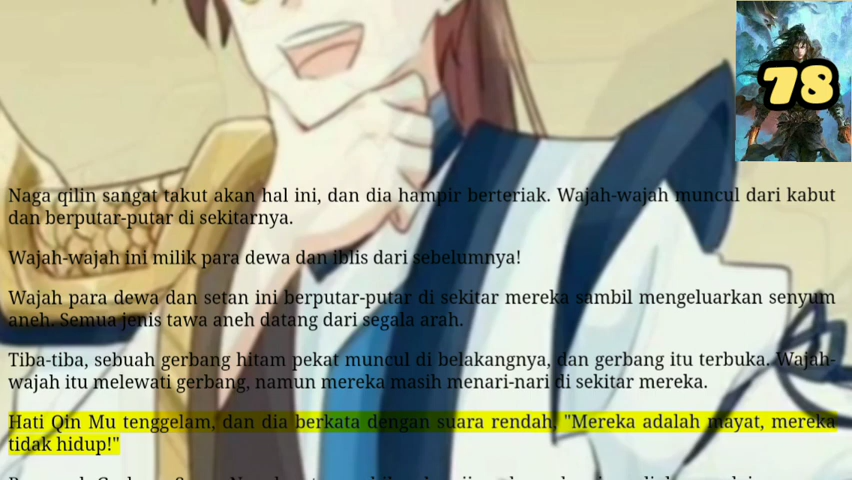 78
Naga qilin sangat takut akan hal ini, dan dia hampir berteriak. Wajah-wajah muncul dari kabut
dan berputar-putar di sekitarnya.
Wajah-wajah ini milik para dewa dan iblis dari sebelumnya!
Wajah para dewa dan setan ini berputar-putar di sekitar mereka sambil mengeluarkan senyum
aneh. Semua jenis tawa aneh datang dari segala arah.
Tiba-tiba, sebuah gerbang hitam pekat muncul di belakangnya, dan gerbang itu terbuka. Wajah-
wajah itu melewati gerbang, namun mereka masih menari-nari di sekitar mereka.
Hati Qin Mu tenggelam, dan dia berkata dengan suara rendah, "Mereka adalah mayat, mereka
tidak hidup!"